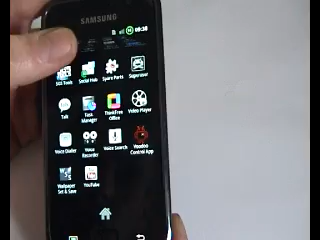 SAMSUNG
09:38
SGS Tools Social Hub Spare Parts Superuser
Talk Task Manager ThinkFree Office Video Player
Voice Dialer Voice Recorder Voice Search Voodoo Control App
Wallpaper Set & Save YouTube